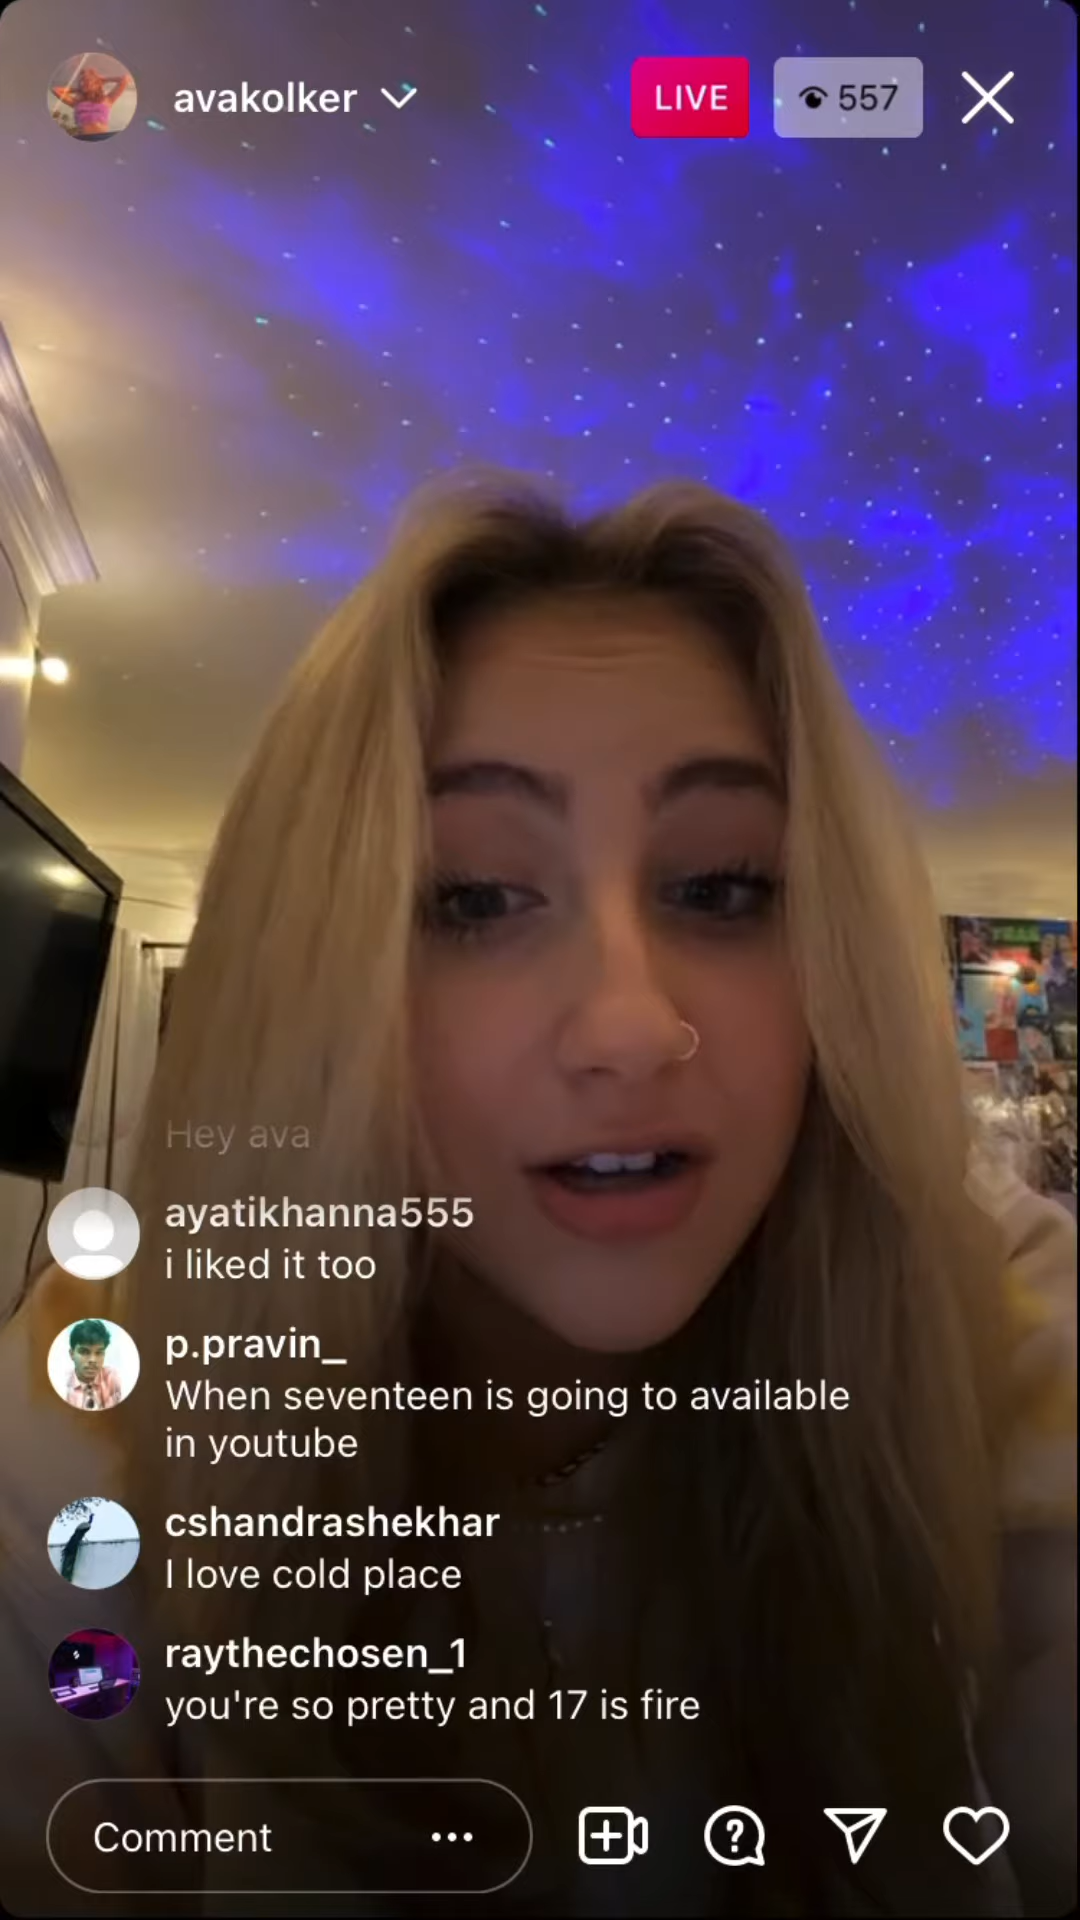 avakolker
LIVE
557
Hey ava
ayatikhanna555
i liked it too
p.pravin_
When seventeen is going to available
in youtube
cshandrashekhar
I love cold place
raythechosen_1
you're so pretty and 17 is fire
Comment